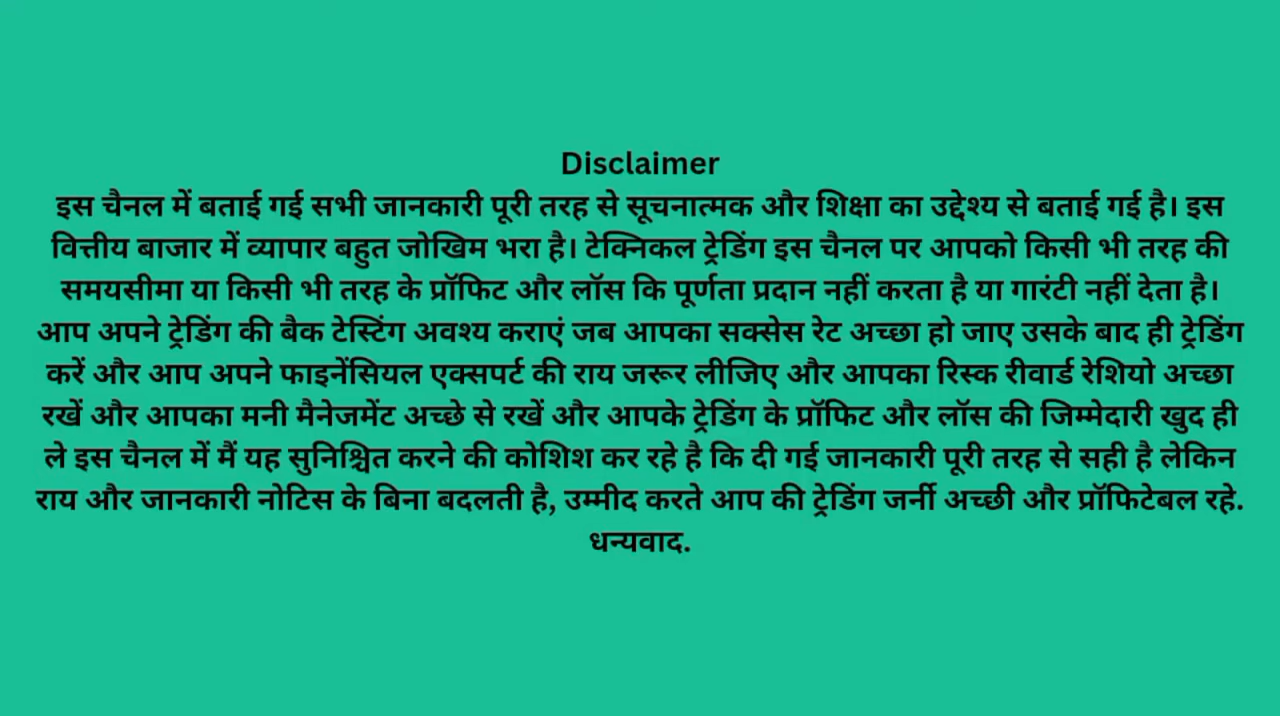 Disclaimer
इस चैनल में बताई गई सभी जानकारी पूरी तरह से सूचनात्मक और शिक्षा का उद्देश्य से बताई गई है। इस
वित्तीय बाजार में व्यापार बहुत जोखिम भरा है। टेक्निकल ट्रेडिंग इस चैनल पर आपको किसी भी तरह की
समयसीमा या किसी भी तरह के प्रॉफिट और लॉस कि पूर्णता प्रदान नहीं करता है या गारंटी नहीं देता है।
आप अपने ट्रेडिंग की बैक टेस्टिंग अवश्य कराएं जब आपका सक्सेस रेट अच्छा हो जाए उसके बाद ही ट्रेडिंग
करें और आप अपने फाइनेंसियल एक्सपर्ट की राय जरूर लीजिए और आपका रिस्क रीवार्ड रेशियो अच्छा
रखें और आपका मनी मैनेजमेंट अच्छे से रखें और आपके ट्रेडिंग के प्रॉफिट और लॉस की जिम्मेदारी खुद ही
ले इस चैनल में मैं यह सुनिश्चित करने की कोशिश कर रहे है कि दी गई जानकारी पूरी तरह से सही है लेकिन
राय और जानकारी नोटिस के बिना बदलती है, उम्मीद करते आप की ट्रेडिंग जर्नी अच्छी और प्रॉफिटेबल रहे.
धन्यवाद.